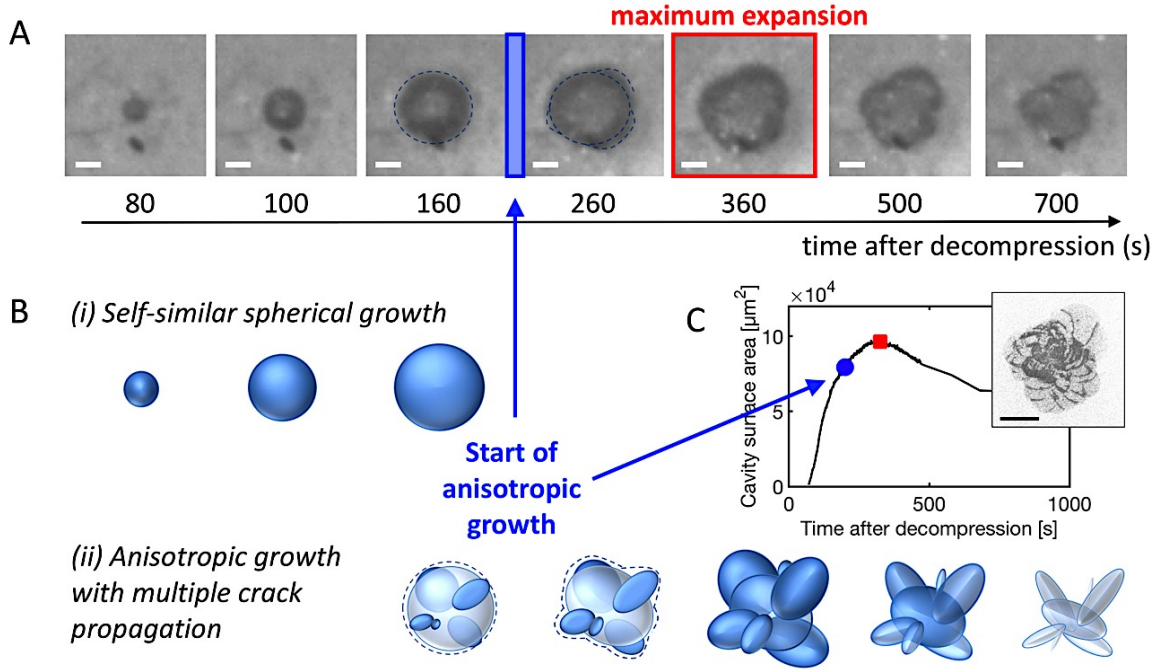 maximum expansion
A
80 100 160 260 360 500 700
time after decompression (s)
B
(i) Self-similar spherical growth
C
×10⁴
Cavity surface area [µm²]
10
5
0
0 500 1000
Time after decompression [s]
Start of
anisotropic
growth
(ii) Anisotropic growth
with multiple crack
propagation